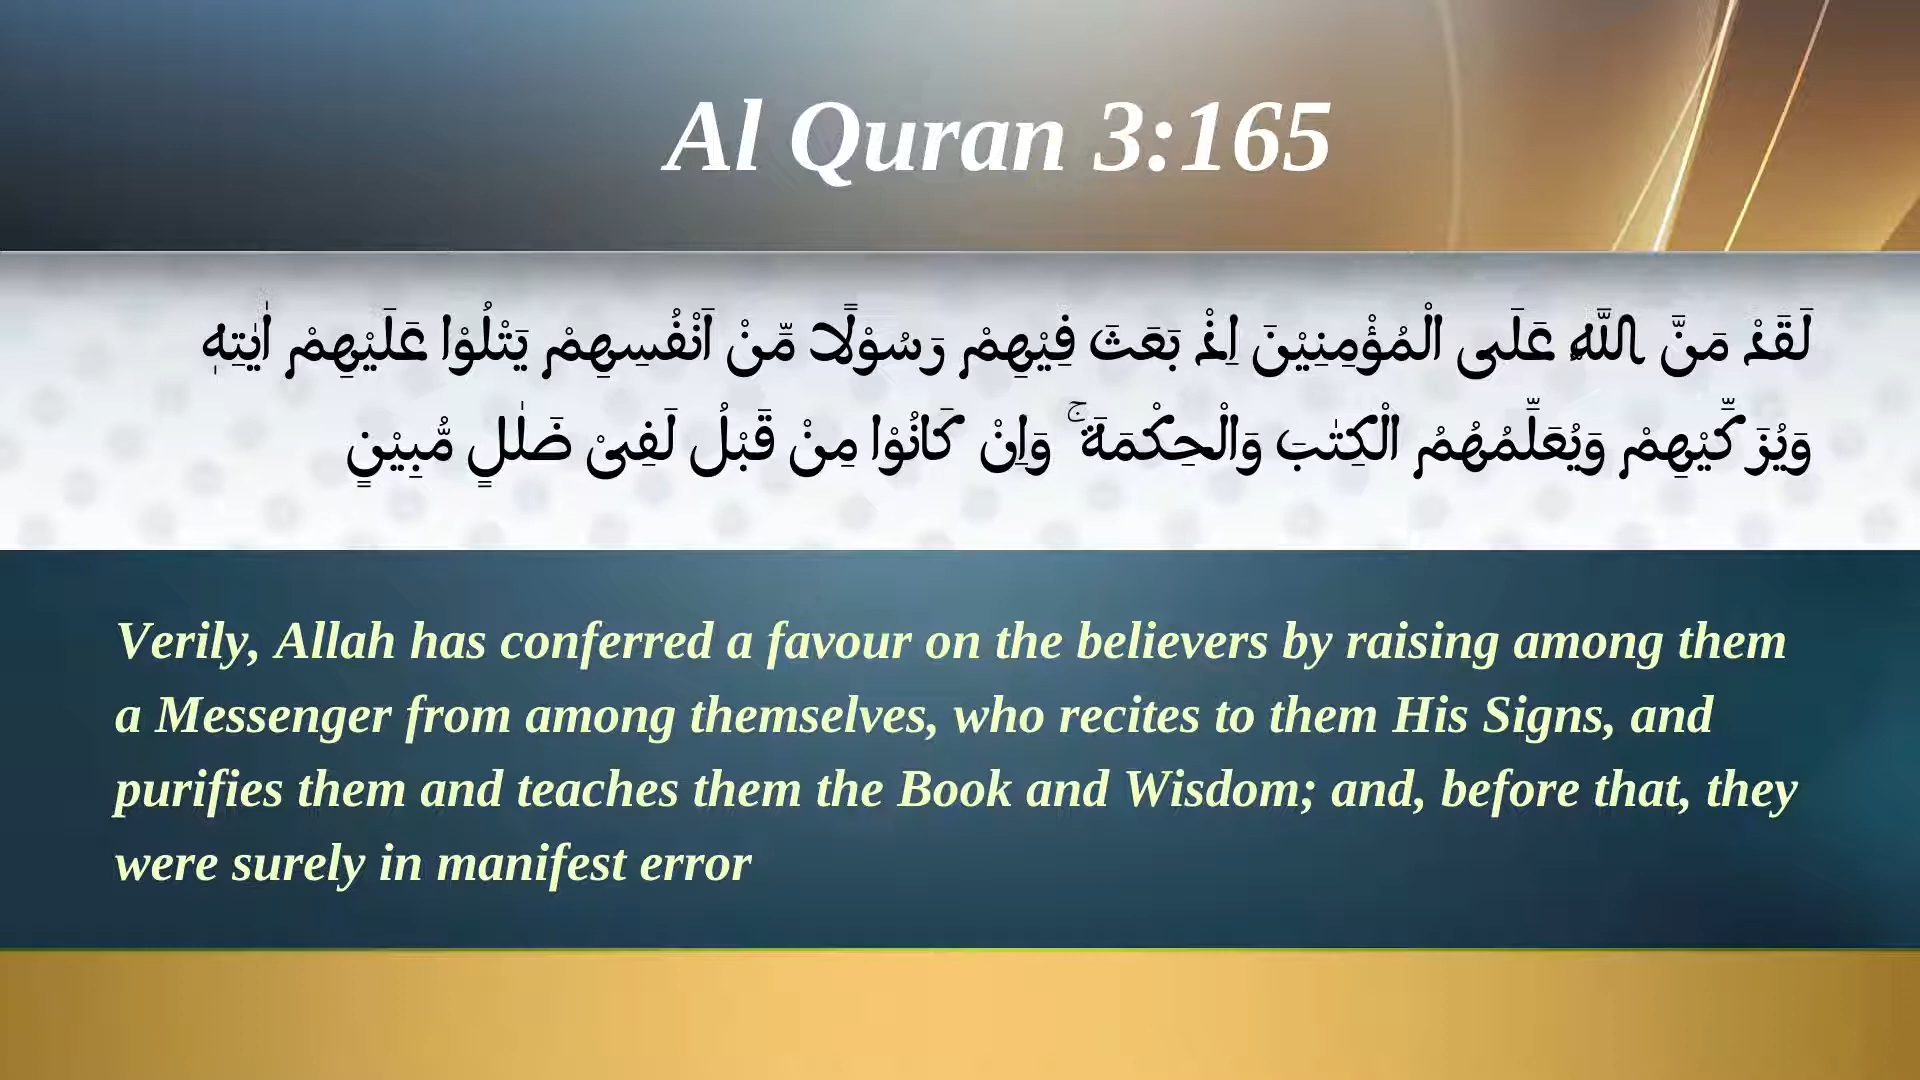 Al Quran 3:165
لَقَدْ مَنَّ اللّٰهُ عَلَى الْمُؤْمِنِيْنَ اِذْ بَعَثَ فِيْهِمْ رَسُوْلًا مِّنْ اَنْفُسِهِمْ يَتْلُوْا عَلَيْهِمْ اٰيٰتِهٖ
وَيُزَكِّيْهِمْ وَيُعَلِّمُهُمُ الْكِتٰبَ وَالْحِكْمَةَ ۚ وَاِنْ كَانُوْا مِنْ قَبْلُ لَفِىْ ضَلٰلٍ مُّبِيْنٍ
Verily, Allah has conferred a favour on the believers by raising among them
a Messenger from among themselves, who recites to them His Signs, and
purifies them and teaches them the Book and Wisdom; and, before that, they
were surely in manifest error